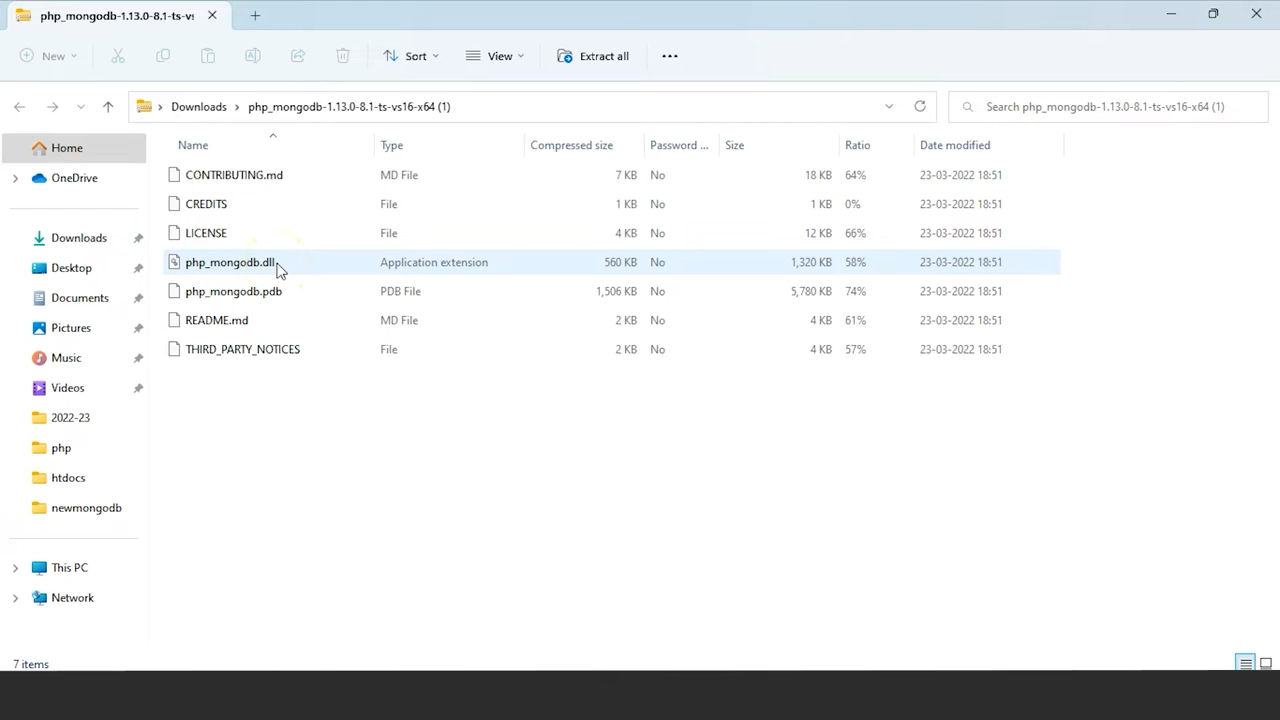 php_mongodb-1.13.0-8.1-ts-vs
New
Sort
View
Extract all
Downloads > php_mongodb-1.13.0-8.1-ts-vs16-x64 (1)
Search php_mongodb-1.13.0-8.1-ts-vs16-x64 (1)
Home
OneDrive
Downloads
Desktop
Documents
Pictures
Music
Videos
2022-23
php
htdocs
newmongodb
This PC
Network
Name Type Compressed size Password ... Size Ratio Date modified
CONTRIBUTING.md MD File 7 KB No 18 KB 64% 23-03-2022 18:51
CREDITS File 1 KB No 1 KB 0% 23-03-2022 18:51
LICENSE File 4 KB No 12 KB 66% 23-03-2022 18:51
php_mongodb.dll Application extension 560 KB No 1,320 KB 58% 23-03-2022 18:51
php_mongodb.pdb PDB File 1,506 KB No 5,780 KB 74% 23-03-2022 18:51
README.md MD File 2 KB No 4 KB 61% 23-03-2022 18:51
THIRD_PARTY_NOTICES File 2 KB No 4 KB 57% 23-03-2022 18:51
7 items